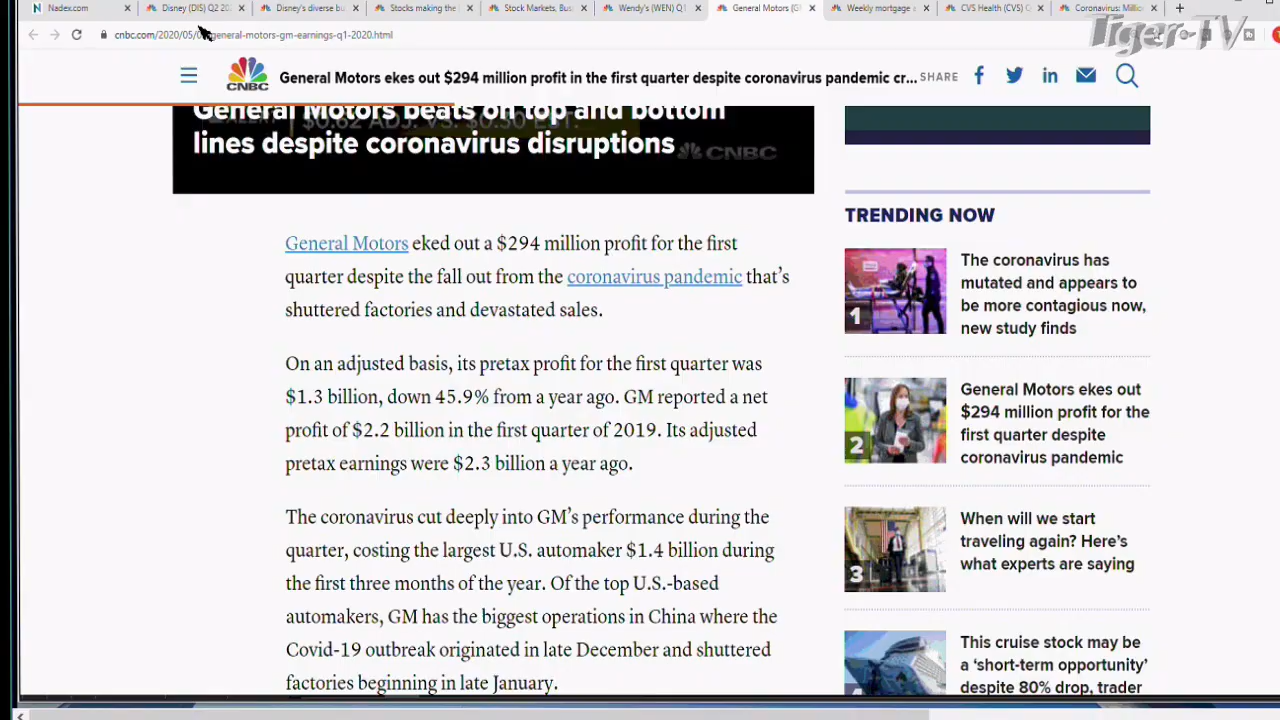 Nadex.com
Disney (DIS) Q2 20
Disney's diverse bu
Stocks making the
Stock Markets, Bus
Wendy's (WEN) Q1
General Motors (G
Weekly mortgage
CVS Health (CVS)
Coronavirus: Million
Tiger-TV
cnbc.com/2020/05/ general-motors-gm-earnings-q1-2020.html
CNBC
General Motors ekes out $294 million profit in the first quarter despite coronavirus pandemic cr...
SHARE
General Motors beats on top and bottom
$0.62 ADJ. VS. $0.30 EST.
lines despite coronavirus disruptions
CNBC
General Motors eked out a $294 million profit for the first
quarter despite the fall out from the coronavirus pandemic that's
shuttered factories and devastated sales.
On an adjusted basis, its pretax profit for the first quarter was
$1.3 billion, down 45.9% from a year ago. GM reported a net
profit of $2.2 billion in the first quarter of 2019. Its adjusted
pretax earnings were $2.3 billion a year ago.
The coronavirus cut deeply into GM's performance during the
quarter, costing the largest U.S. automaker $1.4 billion during
the first three months of the year. Of the top U.S.-based
automakers, GM has the biggest operations in China where the
Covid-19 outbreak originated in late December and shuttered
factories beginning in late January.
TRENDING NOW
1
The coronavirus has
mutated and appears to
be more contagious now,
new study finds
2
General Motors ekes out
$294 million profit for the
first quarter despite
coronavirus pandemic
3
When will we start
traveling again? Here's
what experts are saying
This cruise stock may be
a 'short-term opportunity'
despite 80% drop, trader